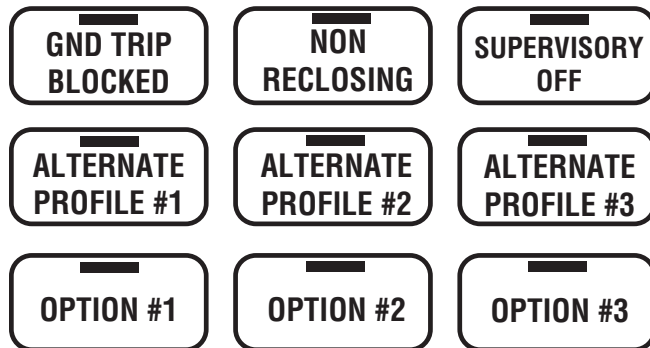 GND TRIP
BLOCKED
NON
RECLOSING
SUPERVISORY
OFF
ALTERNATE
PROFILE #1
ALTERNATE
PROFILE #2
ALTERNATE
PROFILE #3
OPTION #1
OPTION #2
OPTION #3